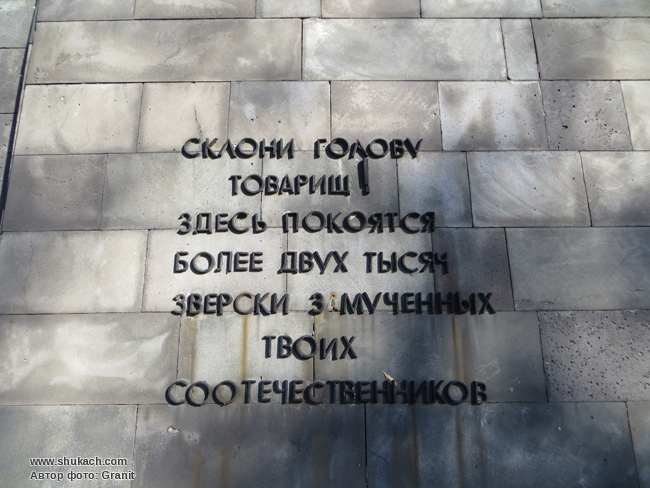 СКЛОНИ ГОЛОВУ
ТОВАРИЩ!
ЗДЕСЬ ПОКОЯТСЯ
БОЛЕЕ ДВУХ ТЫСЯЧ
ЗВЕРСКИ ЗАМУЧЕННЫХ
ТВОИХ
СООТЕЧЕСТВЕННИКОВ
www.shukach.com
Автор фото: Granit